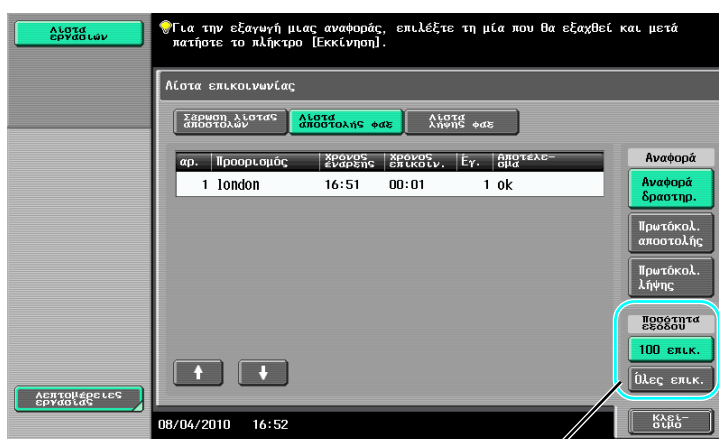 Λίστα
εργασιών
Για την εξαγωγή μιας αναφοράς, επιλέξτε τη μία που θα εξαχθεί και μετά
πατήστε το πλήκτρο [Εκκίνηση].
Λίστα επικοινωνίας
Σάρωση λίστας
αποστολών
Λίστα
αποστολής φαξ
Λίστα
λήψης φαξ
αρ. Προορισμός Χρόνος έναρξης Χρόνος επικοιν. Εγ. Αποτέλε-σμα
1 london 16:51 00:01 1 ok
Αναφορά
Αναφορά
δραστηρ.
Πρωτόκολ.
αποστολής
Πρωτόκολ.
λήψης
Ποσότητα
εξόδου
100 επικ.
Όλες επικ.
Λεπτομέρειες
εργασίας
08/04/2010 16:52
Κλεί-
σιμο